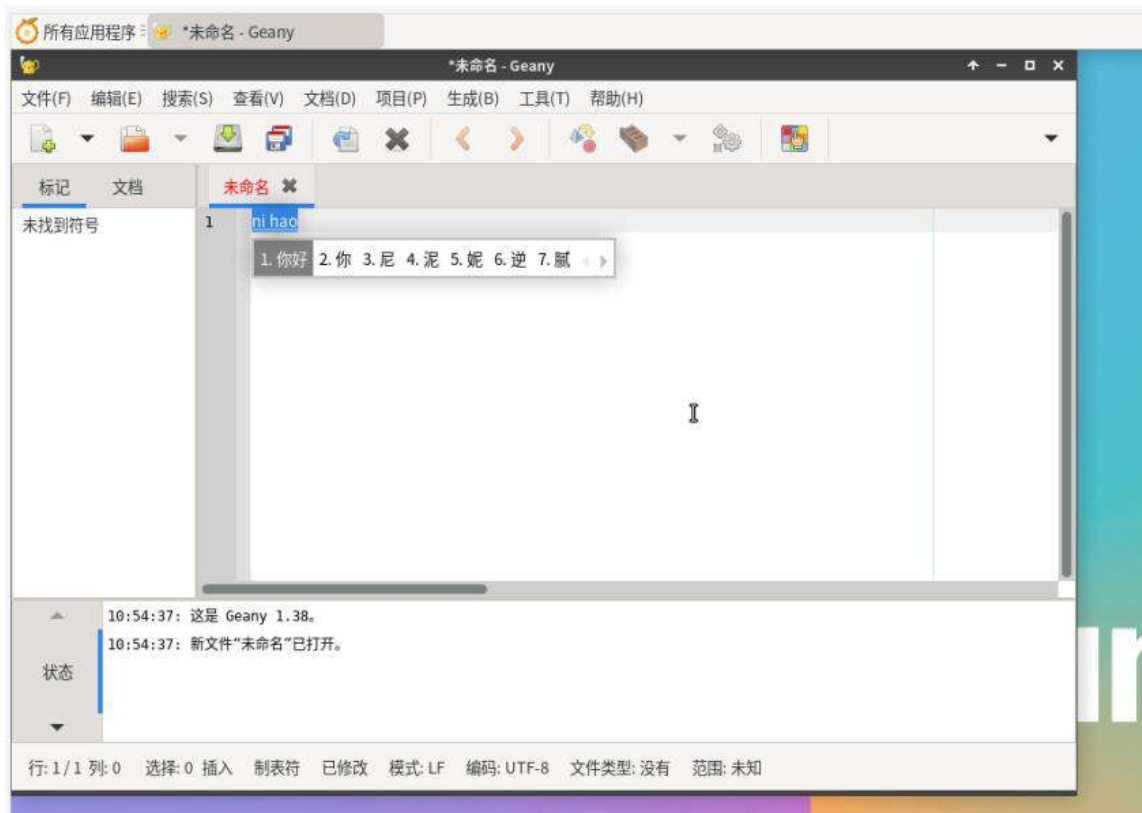 所有应用程序
*未命名 - Geany
*未命名 - Geany
文件(F) 编辑(E) 搜索(S) 查看(V) 文档(D) 项目(P) 生成(B) 工具(T) 帮助(H)
标记 文档 未命名
未找到符号
1 ni hao
1. 你好 2. 你 3. 尼 4. 泥 5. 妮 6. 逆 7. 腻
10:54:37: 这是 Geany 1.38。
10:54:37: 新文件“未命名”已打开。
状态
行: 1 / 1 列: 0 选择: 0 插入 制表符 已修改 模式: LF 编码: UTF-8 文件类型: 没有 范围: 未知